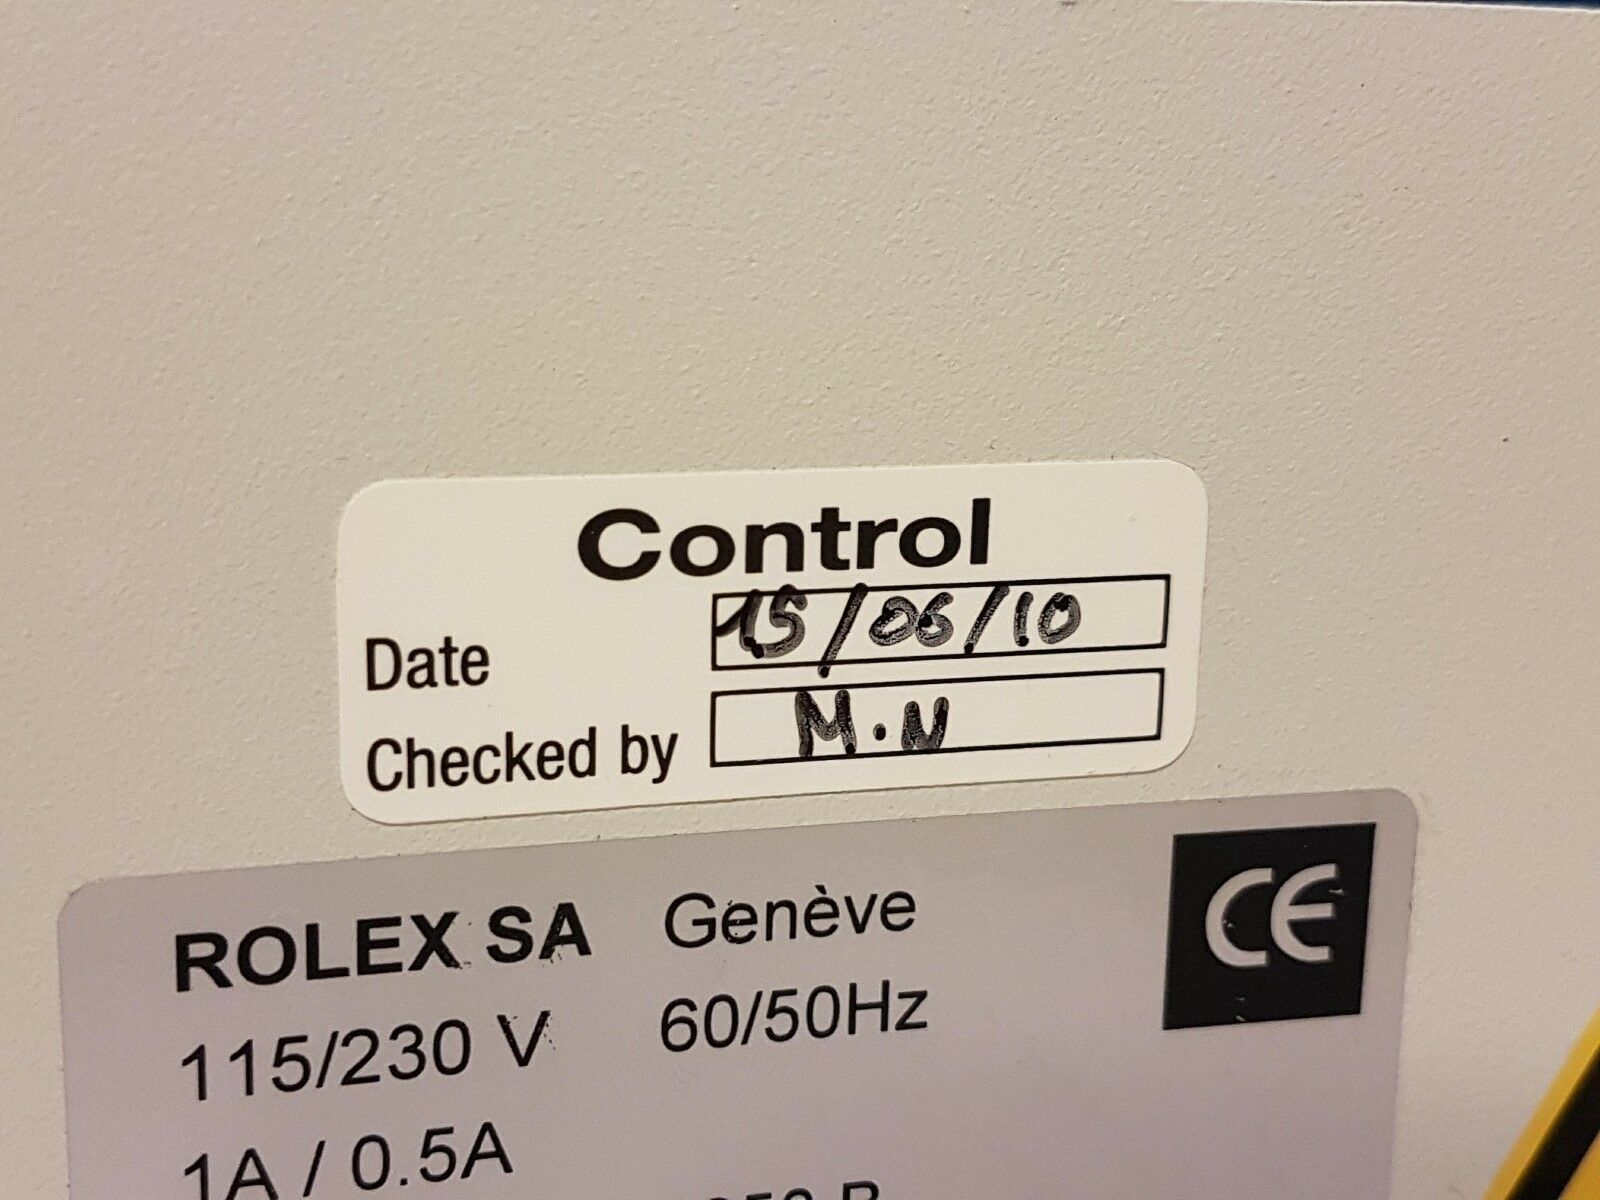 Control
Date 15/06/10
Checked by M.N
ROLEX SA Genève CE
115/230 V 60/50Hz
1A / 0.5A